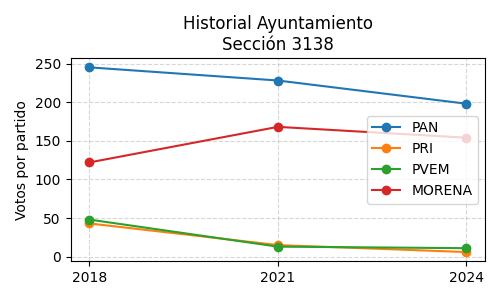 Historial Ayuntamiento
Sección 3138
Votos por partido
250
200
150
100
50
0
PAN
PRI
PVEM
MORENA
2018
2021
2024